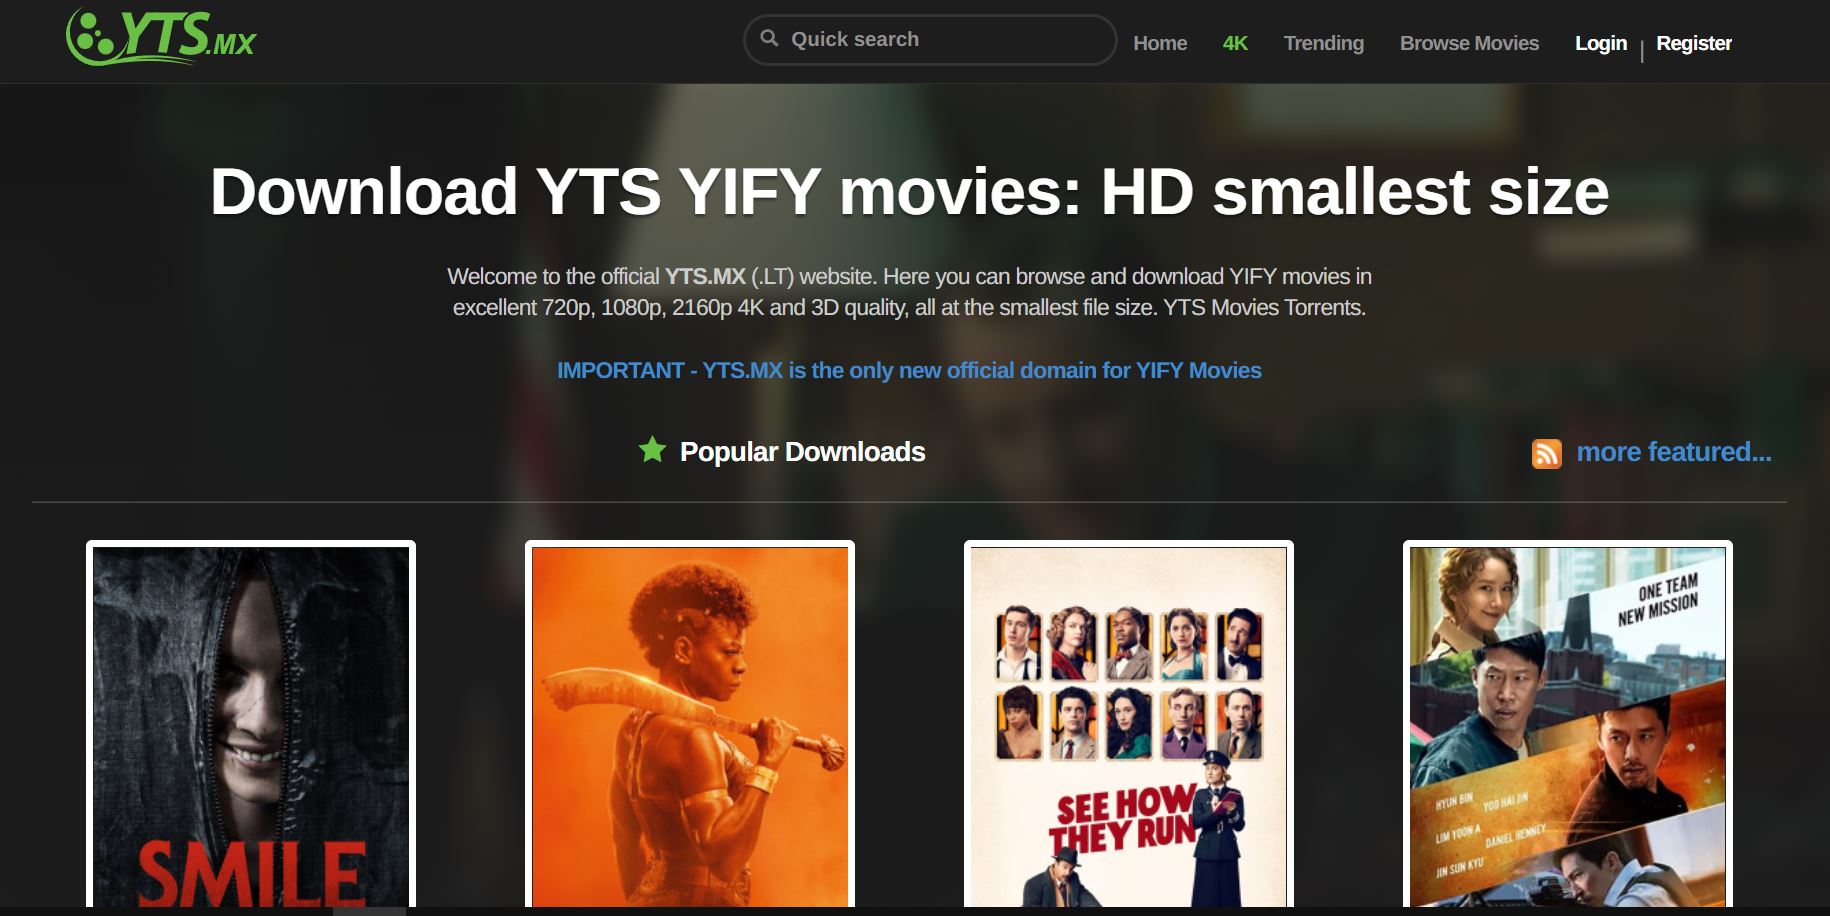 YTS.MX
Quick search
Home
4K
Trending
Browse Movies
Login | Register
Download YTS YIFY movies: HD smallest size
Welcome to the official YTS.MX (.LT) website. Here you can browse and download YIFY movies in
excellent 720p, 1080p, 2160p 4K and 3D quality, all at the smallest file size. YTS Movies Torrents.
IMPORTANT - YTS.MX is the only new official domain for YIFY Movies
Popular Downloads
more featured...
SMILE
SEE HOW
THEY RUN
ONE TEAM
NEW MISSION
HYUN BIN
YOO HAI JIN
LIM YOON A
DANIEL HENNEY
JIN SUN KYU